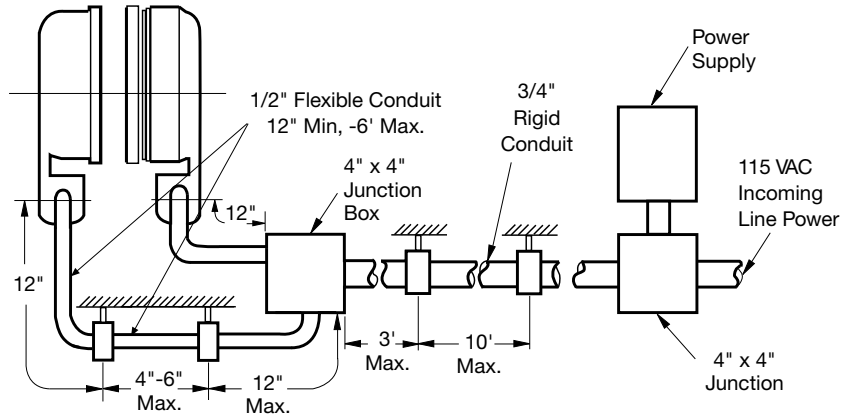 1/2" Flexible Conduit
12" Min, -6' Max.
4" x 4"
Junction
Box
3/4"
Rigid
Conduit
Power
Supply
115 VAC
Incoming
Line Power
12"
12"
4"-6"
Max.
12"
Max.
3'
Max.
10'
Max.
4" x 4"
Junction